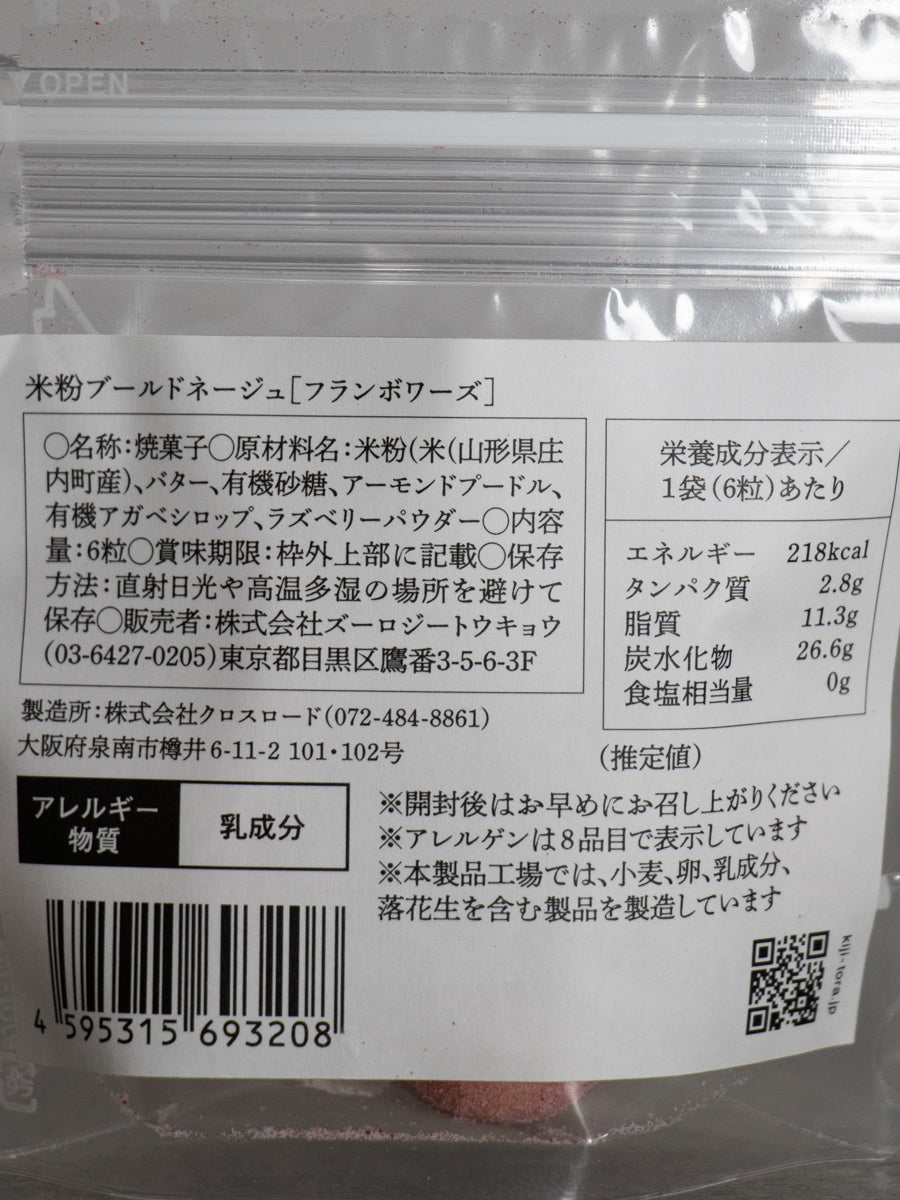 ▼OPEN
米粉ブールドネージュ[フランボワーズ]
○名称:焼菓子○原材料名:米粉(米(山形県庄
内町産)、バター、有機砂糖、アーモンドプードル、
有機アガベシロップ、ラズベリーパウダー○内容
量:6粒○賞味期限:枠外上部に記載○保存
方法:直射日光や高温多湿の場所を避けて
保存○販売者:株式会社ズーロジートウキョウ
(03-6427-0205)東京都目黒区鷹番3-5-6-3F
製造所:株式会社クロスロード(072-484-8861)
大阪府泉南市樽井6-11-2 101・102号
栄養成分表示/
1袋(6粒)あたり
エネルギー 218kcal
タンパク質 2.8g
脂質 11.3g
炭水化物 26.6g
食塩相当量 0g
(推定値)
アレルギー
物質
乳成分
※開封後はお早めにお召し上がりください
※アレルゲンは8品目で表示しています
※本製品工場では、小麦、卵、乳成分、
落花生を含む製品を製造しています
4 595315 693208
kiji-tora.jp